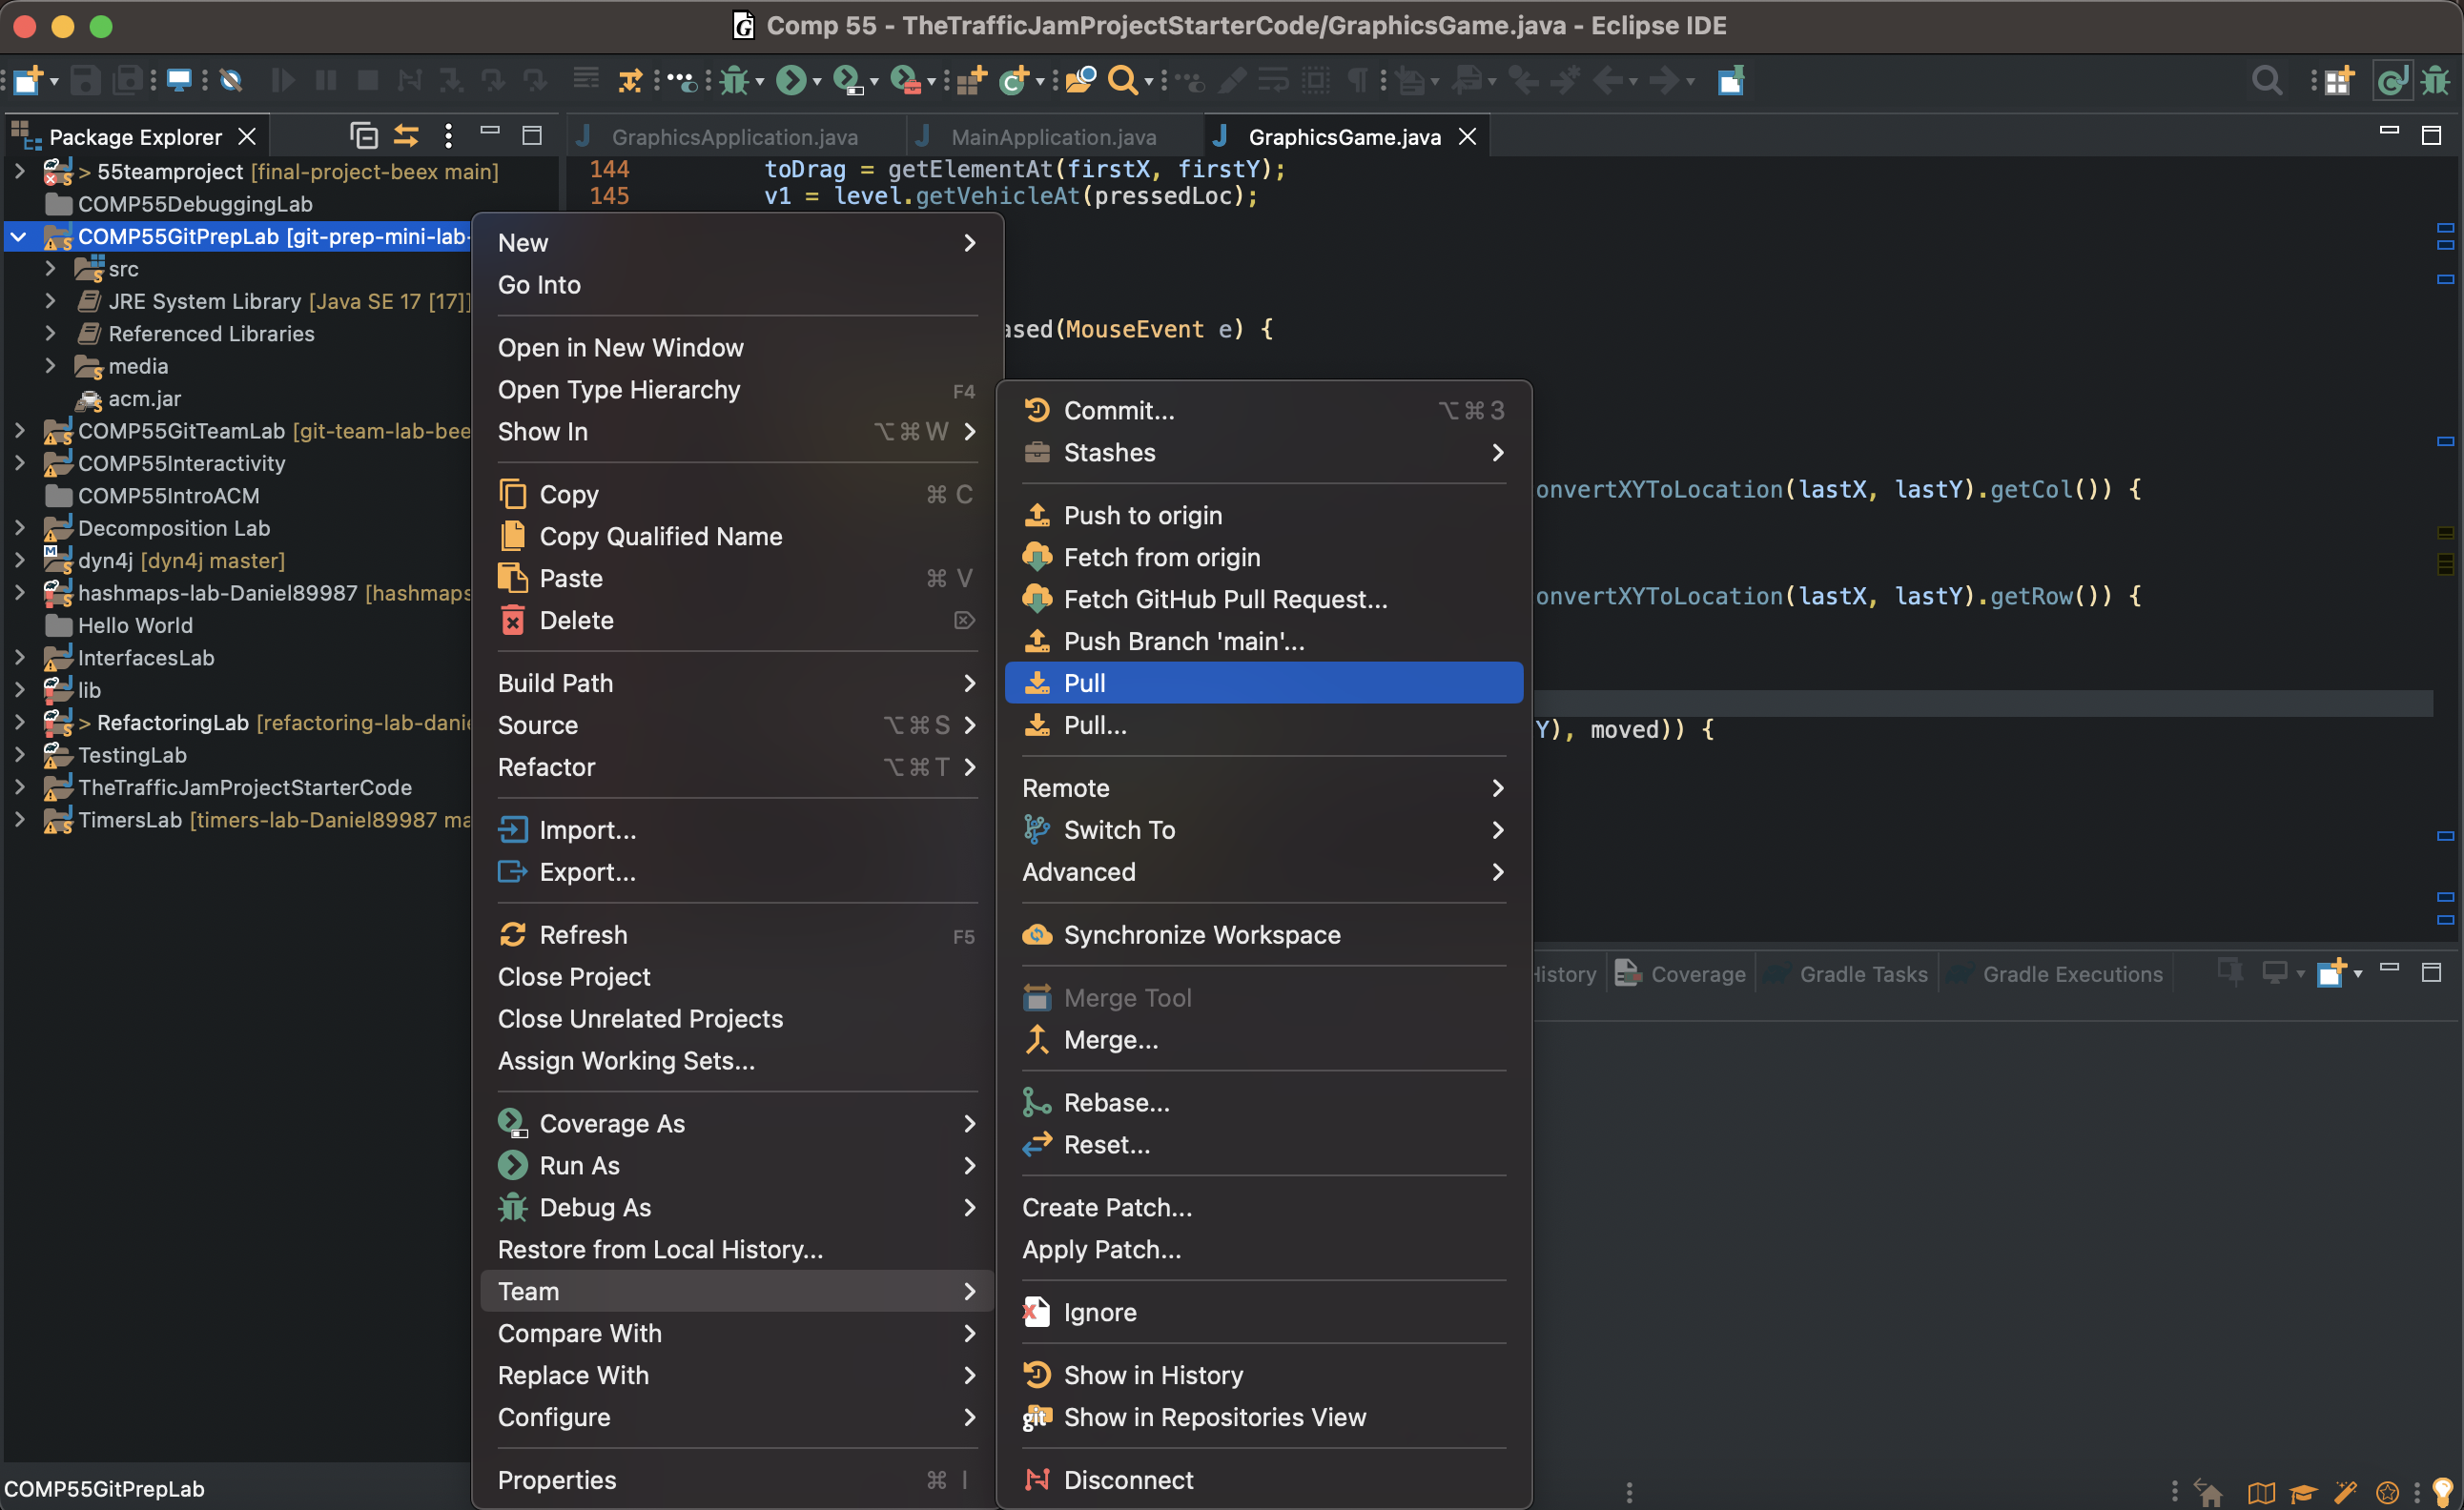 Comp 55 - TheTrafficJamProjectStarterCode/GraphicsGame.java - Eclipse IDE
Package Explorer
GraphicsApplication.java
MainApplication.java
GraphicsGame.java
> 55teamproject [final-project-beex main]
COMP55DebuggingLab
COMP55GitPrepLab [git-prep-mini-lab-
src
JRE System Library [Java SE 17 [17]]
Referenced Libraries
media
acm.jar
COMP55GitTeamLab [git-team-lab-bee
COMP55Interactivity
COMP55IntroACM
Decomposition Lab
dyn4j [dyn4j master]
hashmaps-lab-Daniel89987 [hashmaps
Hello World
InterfacesLab
lib
> RefactoringLab [refactoring-lab-danie
TestingLab
TheTrafficJamProjectStarterCode
TimersLab [timers-lab-Daniel89987 ma
144 toDrag = getElementAt(firstX, firstY);
145 v1 = level.getVehicleAt(pressedLoc);
ased(MouseEvent e) {
onvertXYToLocation(lastX, lastY).getCol()) {
onvertXYToLocation(lastX, lastY).getRow()) {
Y), moved)) {
New
Go Into
Open in New Window
Open Type Hierarchy F4
Show In ⌥⌘W
Copy ⌘ C
Copy Qualified Name
Paste ⌘ V
Delete ⌦
Build Path
Source ⌥⌘S
Refactor ⌥⌘T
Import...
Export...
Refresh F5
Close Project
Close Unrelated Projects
Assign Working Sets...
Coverage As
Run As
Debug As
Restore from Local History...
Team
Compare With
Replace With
Configure
Properties ⌘ I
Commit... ⌥⌘3
Stashes
Push to origin
Fetch from origin
Fetch GitHub Pull Request...
Push Branch 'main'...
Pull
Pull...
Remote
Switch To
Advanced
Synchronize Workspace
Merge Tool
Merge...
Rebase...
Reset...
Create Patch...
Apply Patch...
Ignore
Show in History
git Show in Repositories View
Disconnect
History
Coverage
Gradle Tasks
Gradle Executions
COMP55GitPrepLab